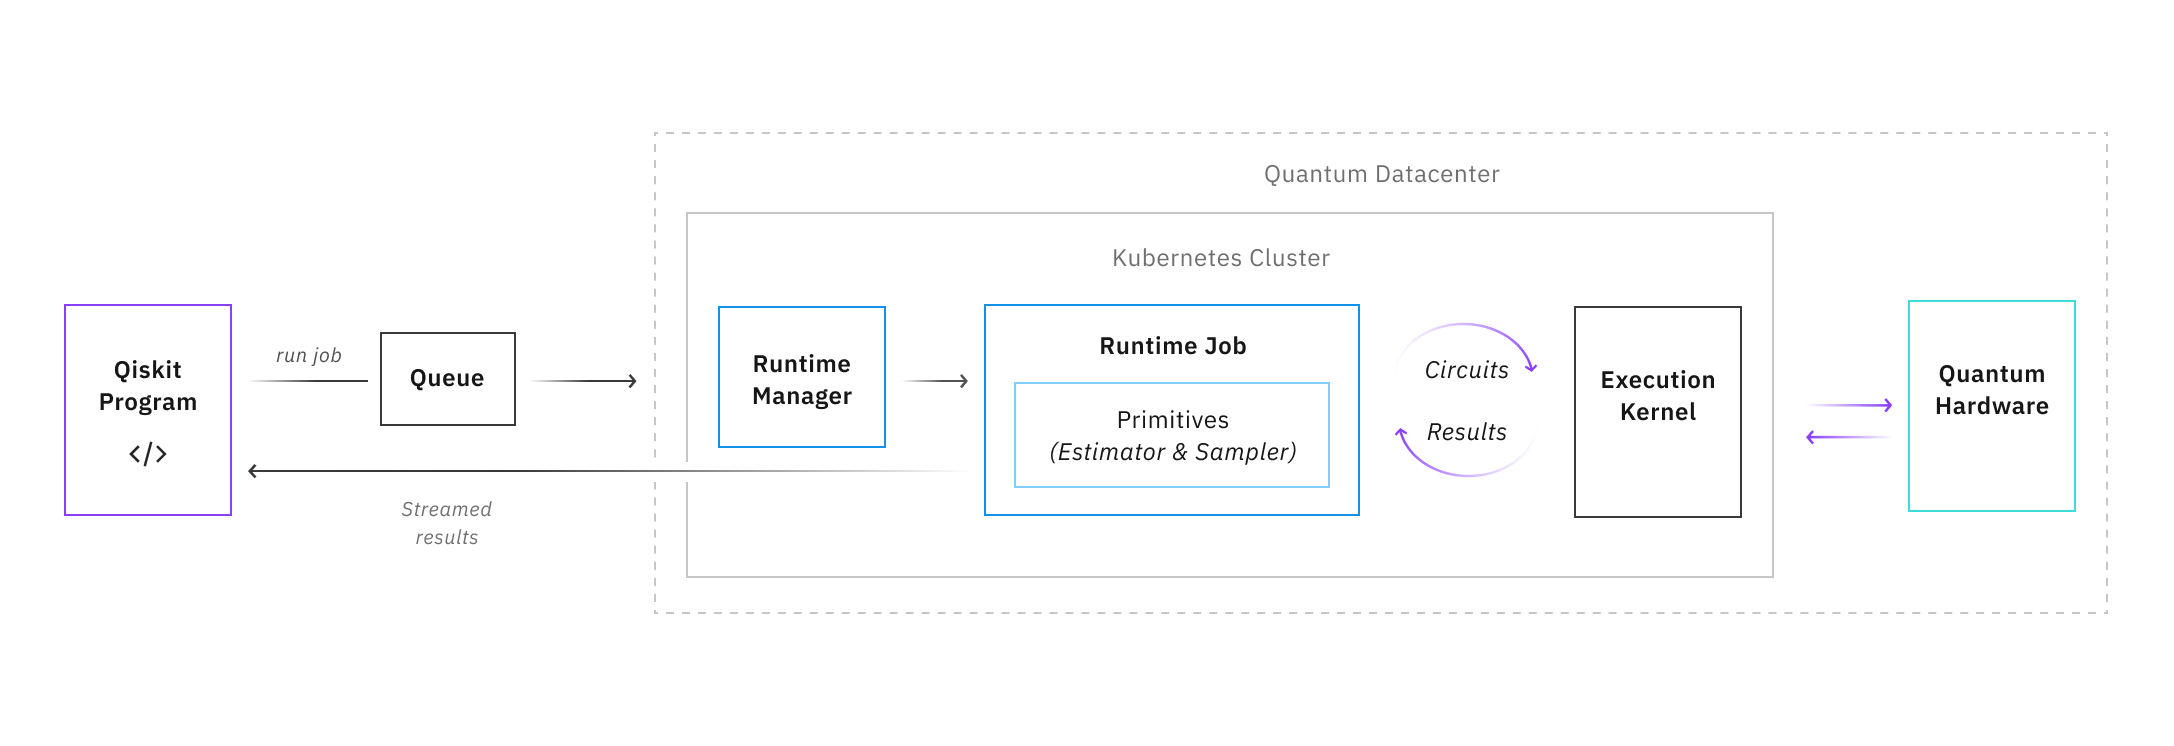 Quantum Datacenter
Kubernetes Cluster
Qiskit
Program
</>
run job
Queue
Runtime
Manager
Runtime Job
Primitives
(Estimator & Sampler)
Circuits
Results
Execution
Kernel
Quantum
Hardware
Streamed
results